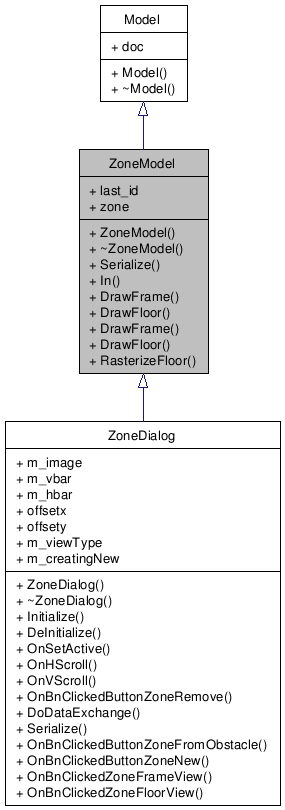 Model
+ doc
+ Model()
+ ~Model()
ZoneModel
+ last_id
+ zone
+ ZoneModel()
+ ~ZoneModel()
+ Serialize()
+ In()
+ DrawFrame()
+ DrawFloor()
+ DrawFrame()
+ DrawFloor()
+ RasterizeFloor()
ZoneDialog
+ m_image
+ m_vbar
+ m_hbar
+ offsetx
+ offsety
+ m_viewType
+ m_creatingNew
+ ZoneDialog()
+ ~ZoneDialog()
+ Initialize()
+ DeInitialize()
+ OnSetActive()
+ OnHScroll()
+ OnVScroll()
+ OnBnClickedButtonZoneRemove()
+ DoDataExchange()
+ Serialize()
+ OnBnClickedButtonZoneFromObstacle()
+ OnBnClickedButtonZoneNew()
+ OnBnClickedZoneFrameView()
+ OnBnClickedZoneFloorView()